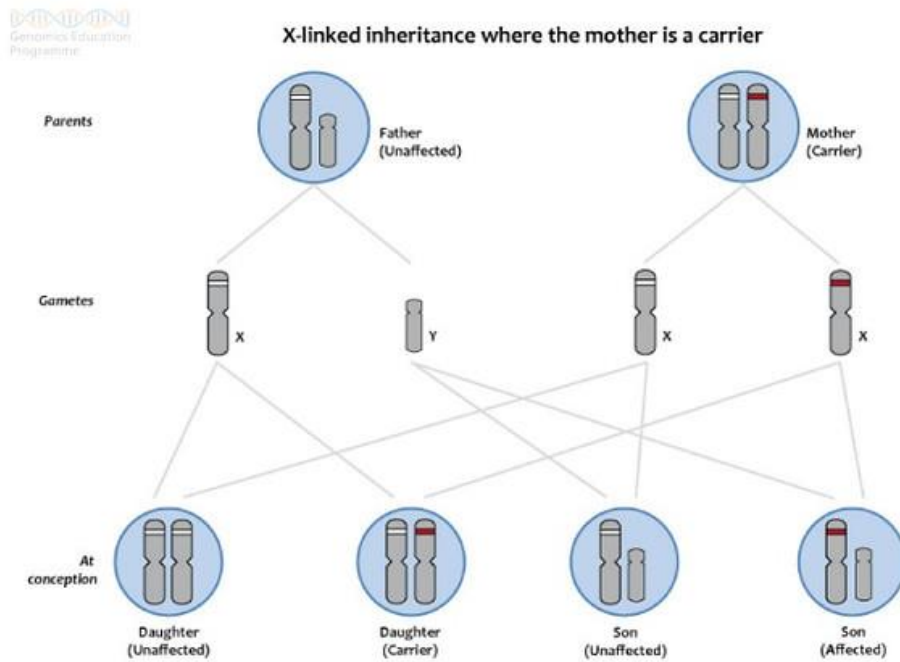 Genomics Education
Programme
X-linked inheritance where the mother is a carrier
Parents
Father
(Unaffected)
Mother
(Carrier)
Gametes
X
Y
X
X
At
conception
Daughter
(Unaffected)
Daughter
(Carrier)
Son
(Unaffected)
Son
(Affected)